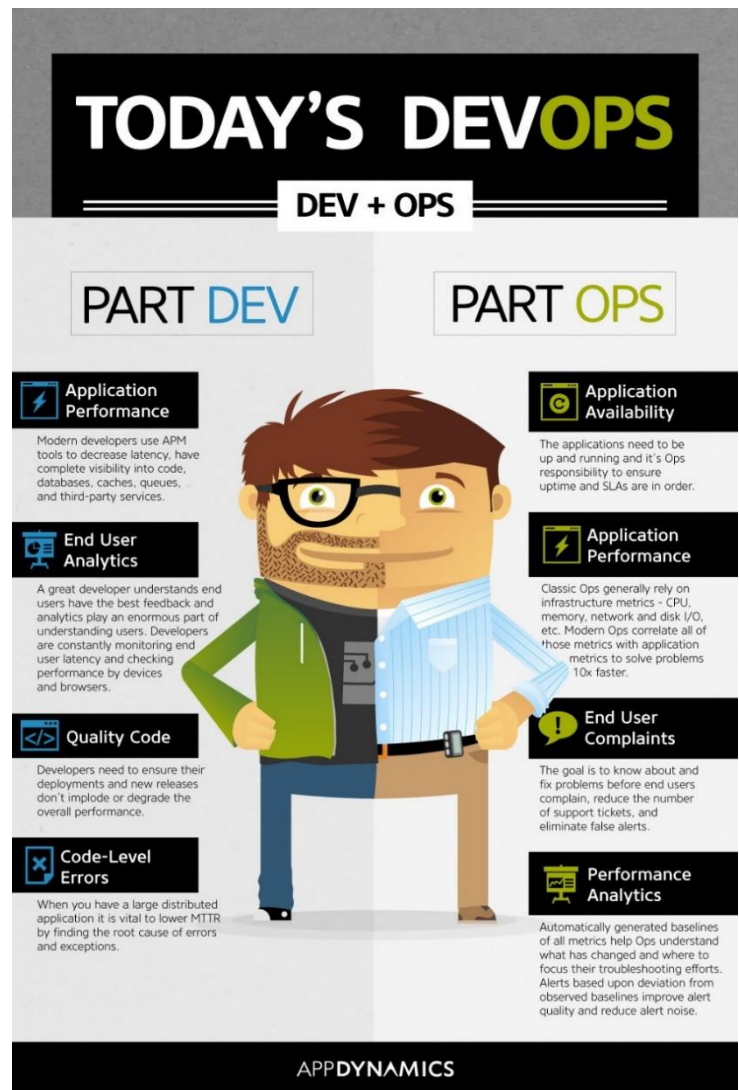 TODAY'S DEVOPS
DEV + OPS
PART DEV
Application
Performance
Modern developers use APM
tools to decrease latency, have
complete visibility into code,
databases, caches, queues,
and third-party services.
End User
Analytics
A great developer understands end
users have the best feedback and
analytics play an enormous part of
understanding users. Developers
are constantly monitoring end
user latency and checking
performance by devices
and browsers.
Quality Code
Developers need to ensure their
deployments and new releases
don't implode or degrade the
overall performance.
Code-Level
Errors
When you have a large distributed
application it is vital to lower MTTR
by finding the root cause of errors
and exceptions.
PART OPS
Application
Availability
The applications need to be
up and running and it's Ops
responsibility to ensure
uptime and SLAs are in order.
Application
Performance
Classic Ops generally rely on
infrastructure metrics - CPU,
memory, network and disk I/O,
etc. Modern Ops correlate all of
those metrics with application
metrics to solve problems
10x faster.
End User
Complaints
The goal is to know about and
fix problems before end users
complain, reduce the number
of support tickets, and
eliminate false alerts.
Performance
Analytics
Automatically generated baselines
of all metrics help Ops understand
what has changed and where to
focus their troubleshooting efforts.
Alerts based upon deviation from
observed baselines improve alert
quality and reduce alert noise.
APPDYNAMICS